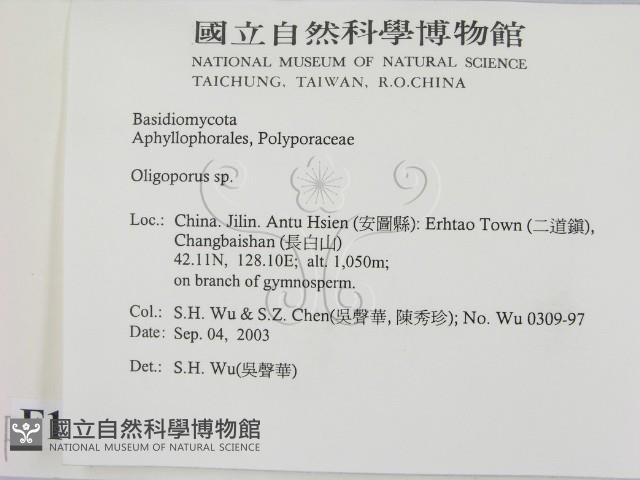 國立自然科學博物館
NATIONAL MUSEUM OF NATURAL SCIENCE
TAICHUNG, TAIWAN, R.O.CHINA
Basidiomycota
Aphyllophorales, Polyporaceae
Oligoporus sp.
Loc.: China. Jilin. Antu Hsien (安圖縣): Erhtao Town (二道鎮),
Changbaishan (長白山)
42.11N, 128.10E; alt. 1,050m;
on branch of gymnosperm.
Col.: S.H. Wu & S.Z. Chen(吳聲華, 陳秀珍); No. Wu 0309-97
Date: Sep. 04, 2003
Det.: S.H. Wu(吳聲華)
國立自然科學博物館
NATIONAL MUSEUM OF NATURAL SCIENCE